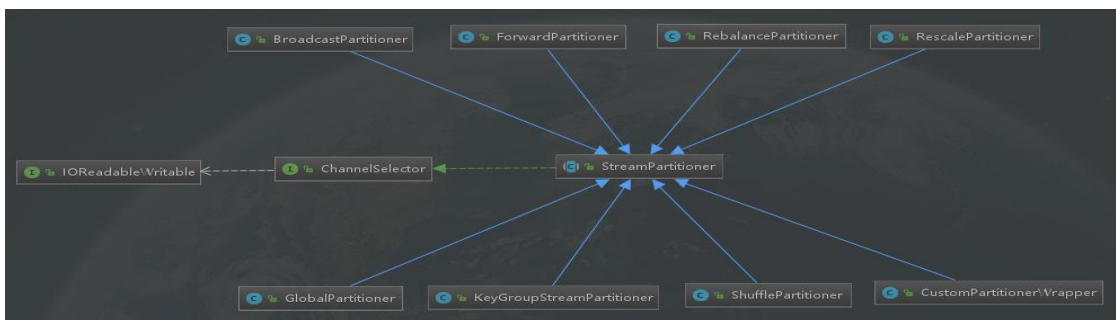 BroadcastPartitioner
ForwardPartitioner
RebalancePartitioner
RescalePartitioner
IOReadableWritable
ChannelSelector
StreamPartitioner
GlobalPartitioner
KeyGroupStreamPartitioner
ShufflePartitioner
CustomPartitionerWrapper